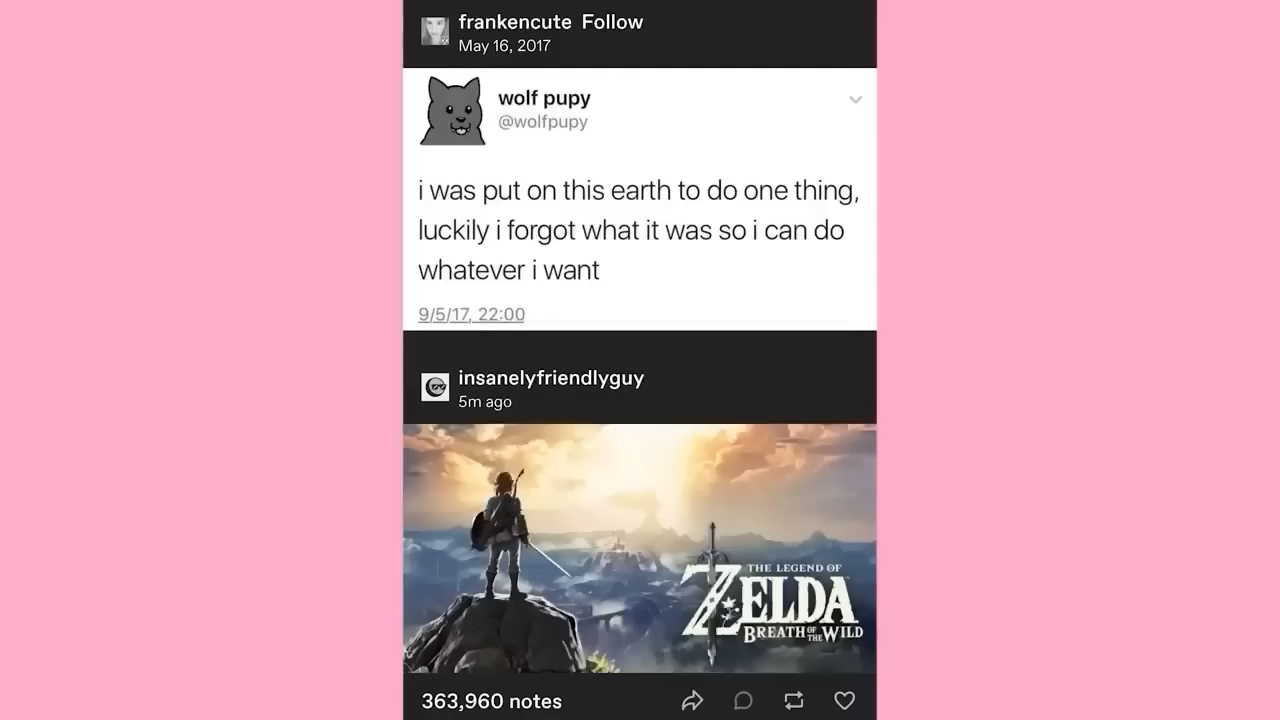 frankencute Follow
May 16, 2017
wolf pupy
@wolfpupy
i was put on this earth to do one thing,
luckily i forgot what it was so i can do
whatever i want
9/5/17, 22:00
insanelyfriendlyguy
5m ago
THE LEGEND OF
ZELDA
BREATH OF THE WILD
363,960 notes